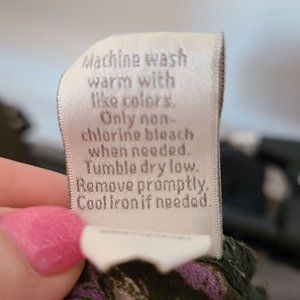 Machine wash
warm with
like colors.
Only non-
chlorine bleach
when needed.
Tumble dry low.
Remove promptly.
Cool Iron if needed.